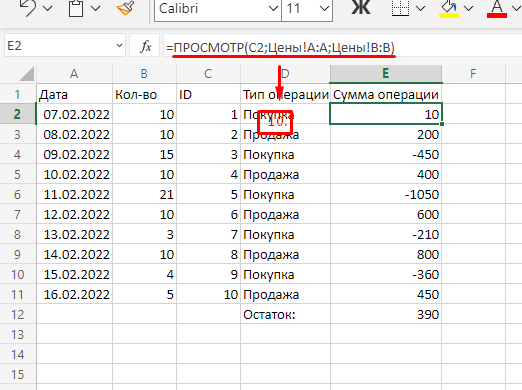 Calibri 11 A
E2 fx =ПРОСМОТР(C2;Цены!A:A;Цены!B:B)
A B C D E F
1 Дата Кол-во ID Тип операции Сумма операции
2 07.02.2022 10 1 Покупка 10
10.
3 08.02.2022 10 2 Продажа 200
4 09.02.2022 15 3 Покупка -450
5 10.02.2022 10 4 Продажа 400
6 11.02.2022 21 5 Покупка -1050
7 12.02.2022 10 6 Продажа 600
8 13.02.2022 3 7 Покупка -210
9 14.02.2022 10 8 Продажа 800
10 15.02.2022 4 9 Покупка -360
11 16.02.2022 5 10 Продажа 450
12 Остаток: 390
13
14
15